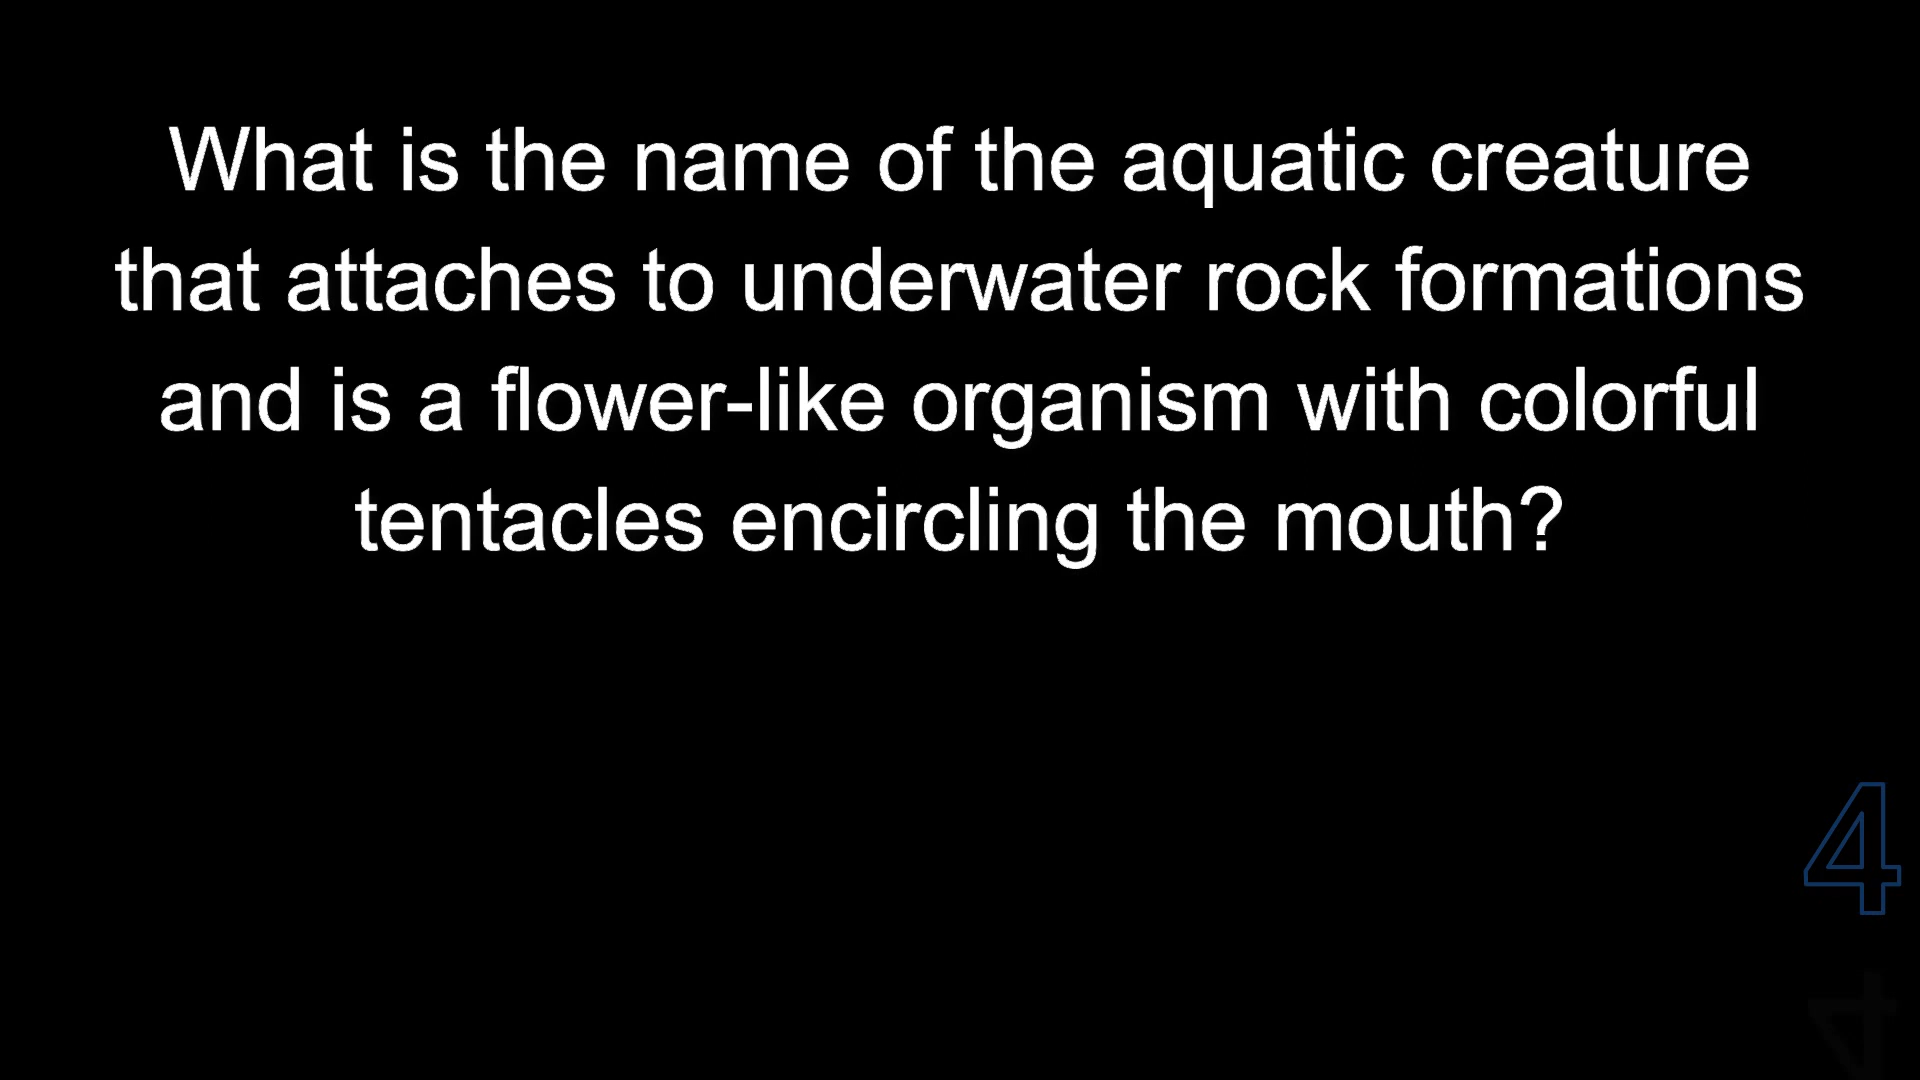 What is the name of the aquatic creature
that attaches to underwater rock formations
and is a flower-like organism with colorful
tentacles encircling the mouth?
4